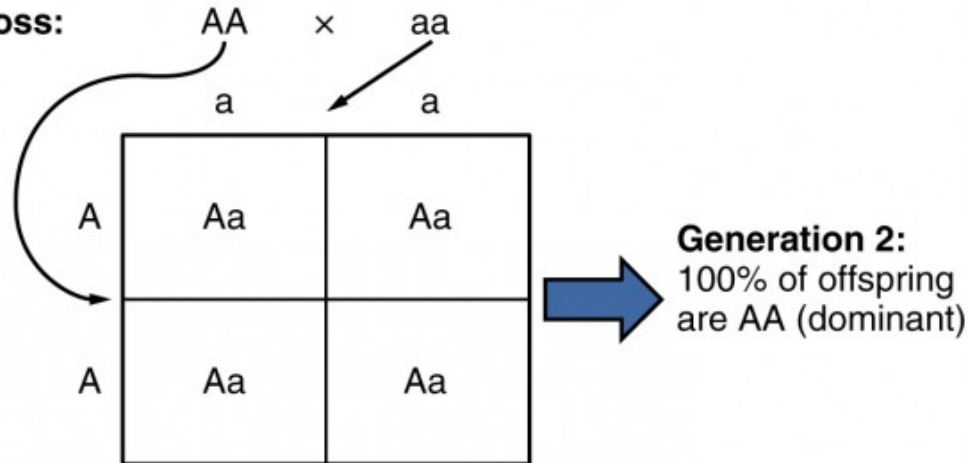 oss: AA × aa
a a
A Aa Aa
Generation 2:
100% of offspring
are AA (dominant)
A Aa Aa